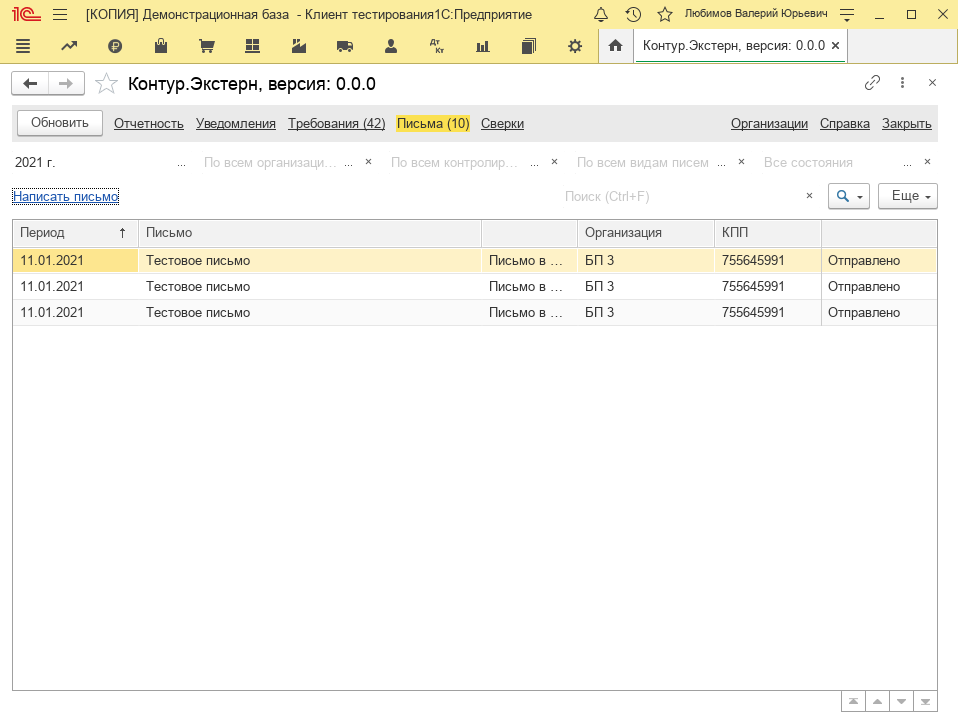 1С [КОПИЯ] Демонстрационная база - Клиент тестирования1С:Предприятие Любимов Валерий Юрьевич
Дт Кт Контур.Экстерн, версия: 0.0.0 ×
Контур.Экстерн, версия: 0.0.0
Обновить Отчетность Уведомления Требования (42) Письма (10) Сверки Организации Справка Закрыть
2021 г. ... По всем организаци... ... × По всем контролир... ... × По всем видам писем ... × Все состояния ... ×
Написать письмо Поиск (Ctrl+F) × Еще
Период ↑ Письмо Организация КПП
11.01.2021 Тестовое письмо Письмо в ... БП 3 755645991 Отправлено
11.01.2021 Тестовое письмо Письмо в ... БП 3 755645991 Отправлено
11.01.2021 Тестовое письмо Письмо в ... БП 3 755645991 Отправлено